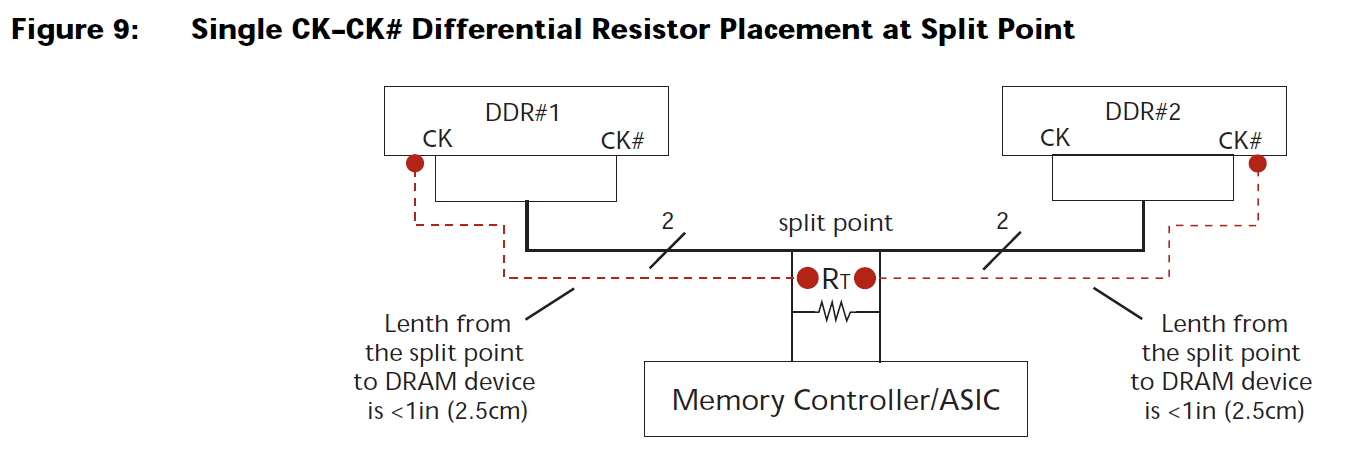 Figure 9: Single CK–CK# Differential Resistor Placement at Split Point
DDR#1
CK
CK#
DDR#2
CK
CK#
2
split point
2
RT
Lenth from
the split point
to DRAM device
is <1in (2.5cm)
Lenth from
the split point
to DRAM device
is <1in (2.5cm)
Memory Controller/ASIC